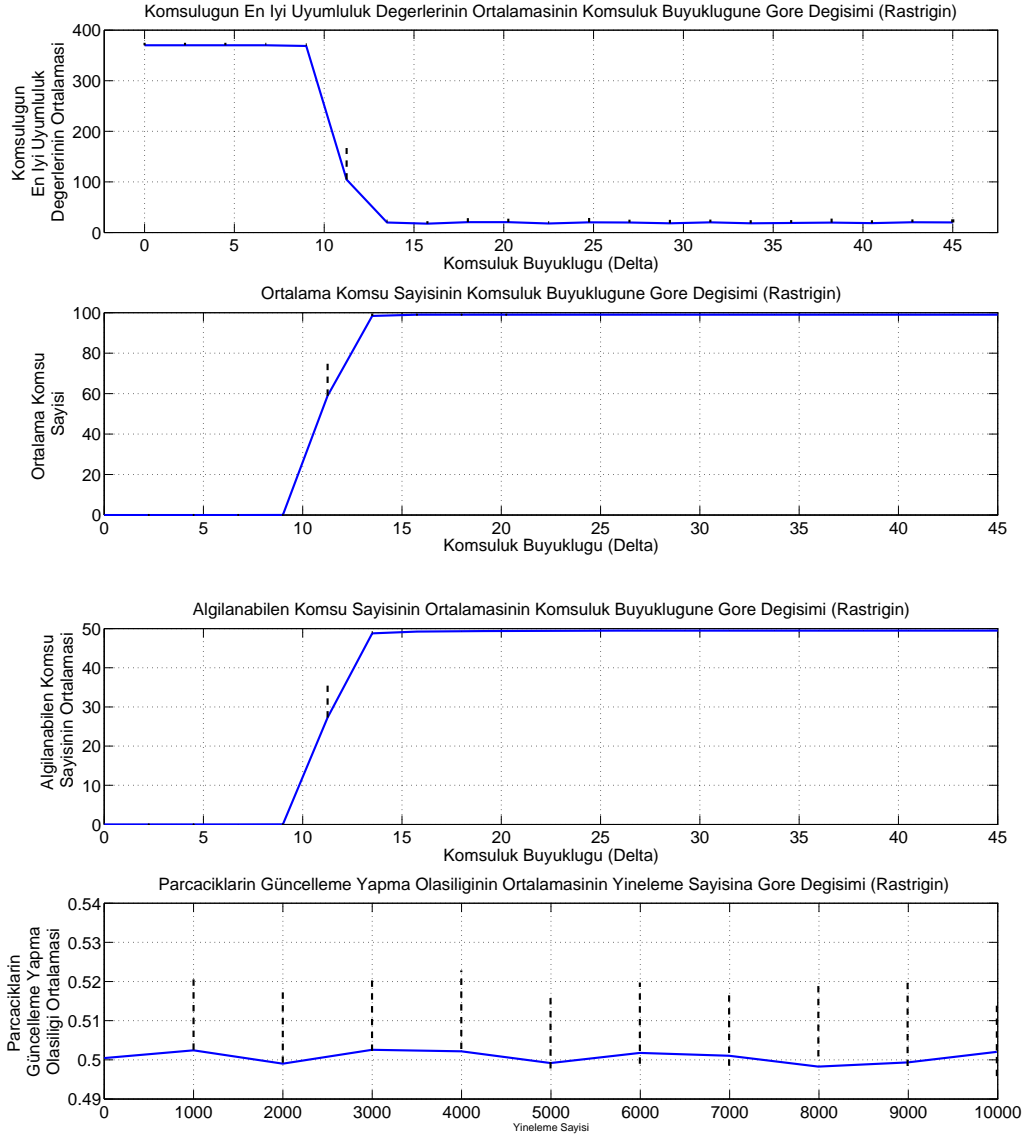 Komsulugun En Iyi Uyumluluk Degerlerinin Ortalamasinin Komsuluk Buyuklugune Gore Degisimi (Rastrigin)
Komsulugun
En Iyi Uyumluluk
Degerlerinin Ortalamasi
400
300
200
100
0
0 5 10 15 20 25 30 35 40 45
Komsuluk Buyuklugu (Delta)
Ortalama Komsu Sayisinin Komsuluk Buyuklugune Gore Degisimi (Rastrigin)
Ortalama Komsu
Sayisi
100
80
60
40
20
0
0 5 10 15 20 25 30 35 40 45
Komsuluk Buyuklugu (Delta)
Algilanabilen Komsu Sayisinin Ortalamasinin Komsuluk Buyuklugune Gore Degisimi (Rastrigin)
Algilanabilen Komsu
Sayisinin Ortalamasi
50
40
30
20
10
0
0 5 10 15 20 25 30 35 40 45
Komsuluk Buyuklugu (Delta)
Parcaciklarin Güncelleme Yapma Olasiliginin Ortalamasinin Yineleme Sayisina Gore Degisimi (Rastrigin)
Parcaciklarin
Güncelleme Yapma
Olasiligi Ortalamasi
0.54
0.53
0.52
0.51
0.5
0.49
0 1000 2000 3000 4000 5000 6000 7000 8000 9000 10000
Yineleme Sayisi